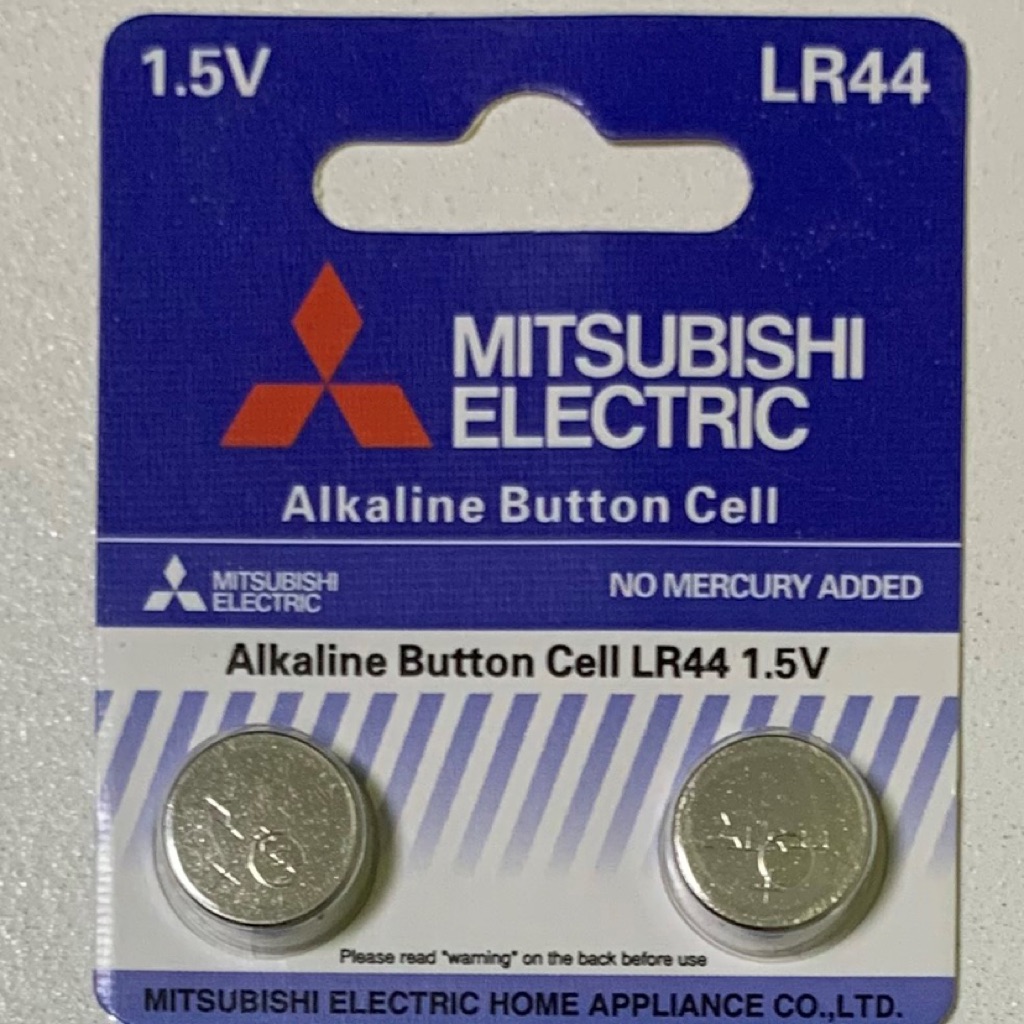 1.5V
LR44
MITSUBISHI
ELECTRIC
Alkaline Button Cell
MITSUBISHI
ELECTRIC
NO MERCURY ADDED
Alkaline Button Cell LR44 1.5V
Please read "warning" on the back before use
MITSUBISHI ELECTRIC HOME APPLIANCE CO.,LTD.